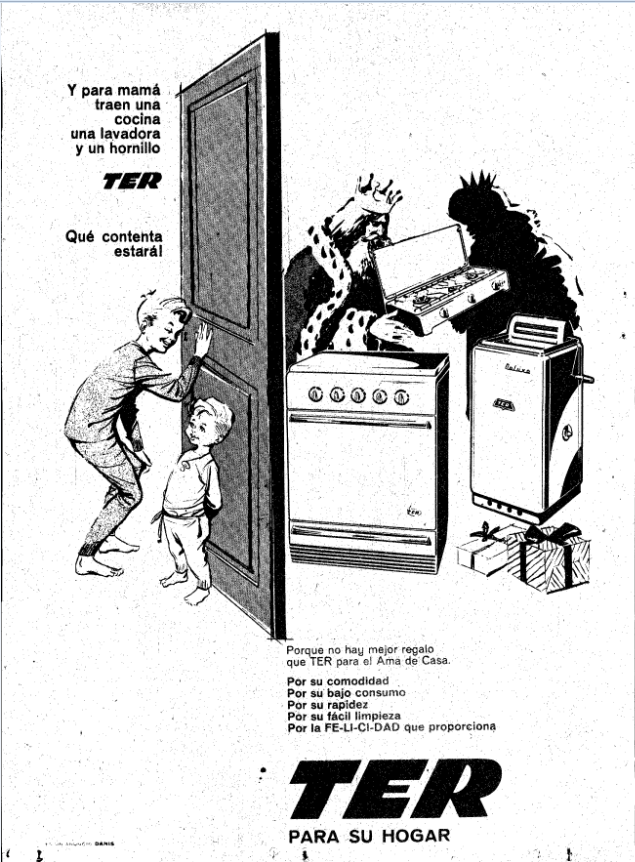 Y para mamá
traen una
cocina
una lavadora
y un hornillo
TER
Qué contenta
estará!
TER
Porque no hay mejor regalo
que TER para el Ama de Casa.
Por su comodidad
Por su bajo consumo
Por su rapidez
Por su fácil limpieza
Por la FE-LI-CI-DAD que proporciona
TER
PARA SU HOGAR
DANIS